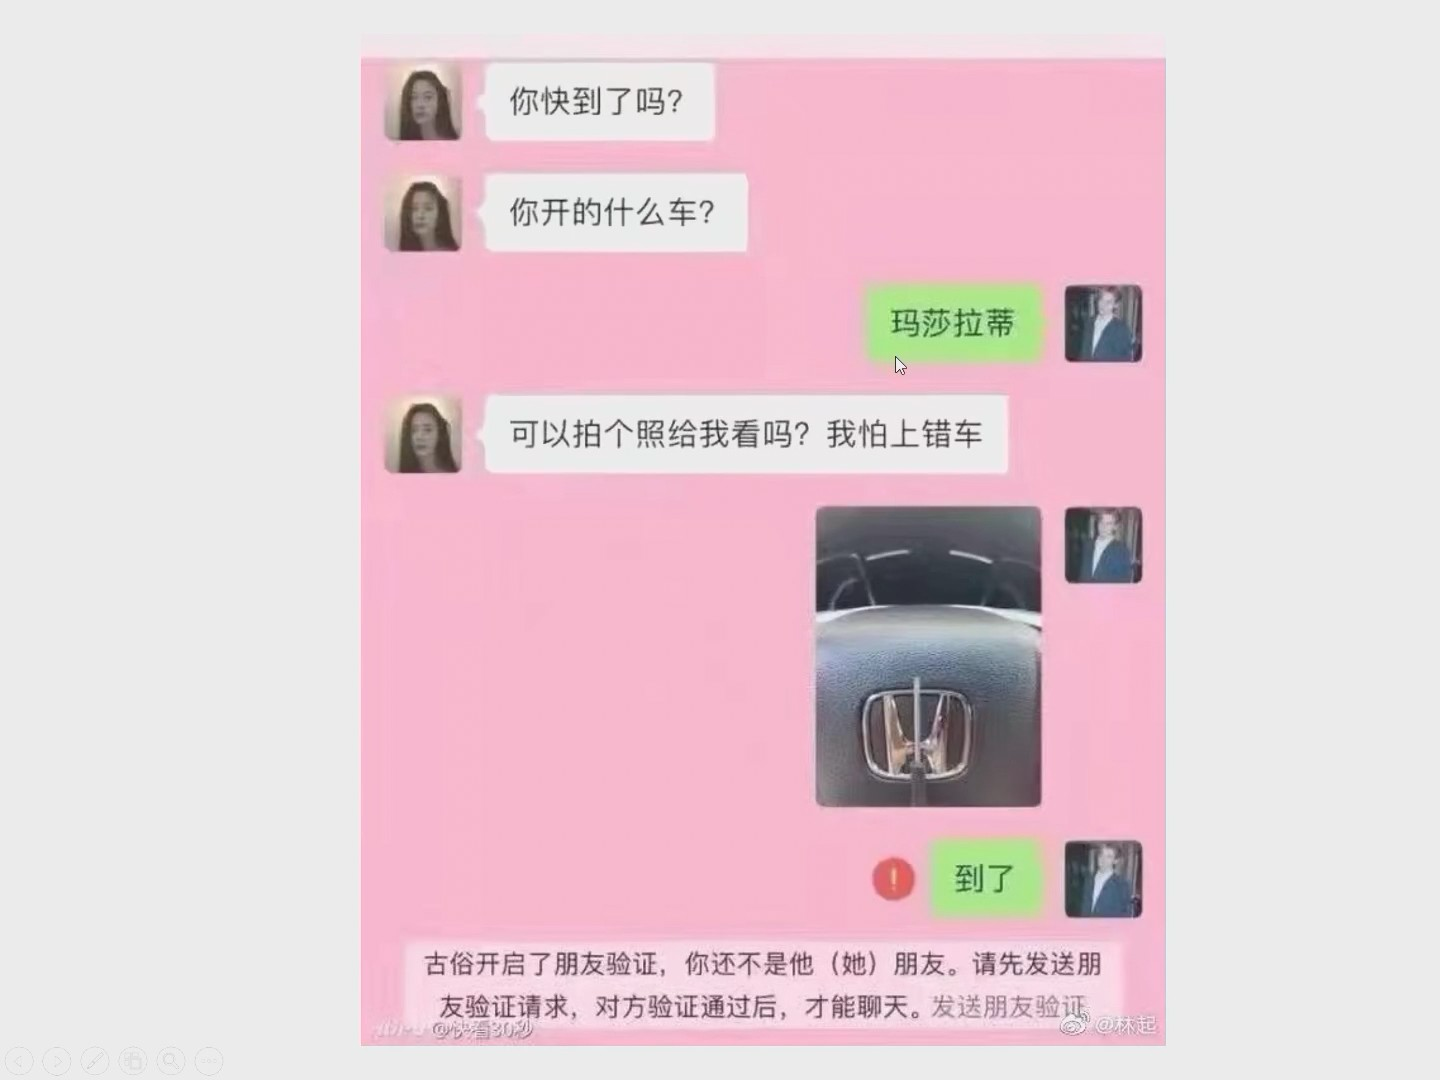 你快到了吗？
你开的什么车？
玛莎拉蒂
可以拍个照给我看吗？我怕上错车
到了
古俗开启了朋友验证，你还不是他（她）朋友。请先发送朋
友验证请求，对方验证通过后，才能聊天。发送朋友验证
@快看30秒
@林起